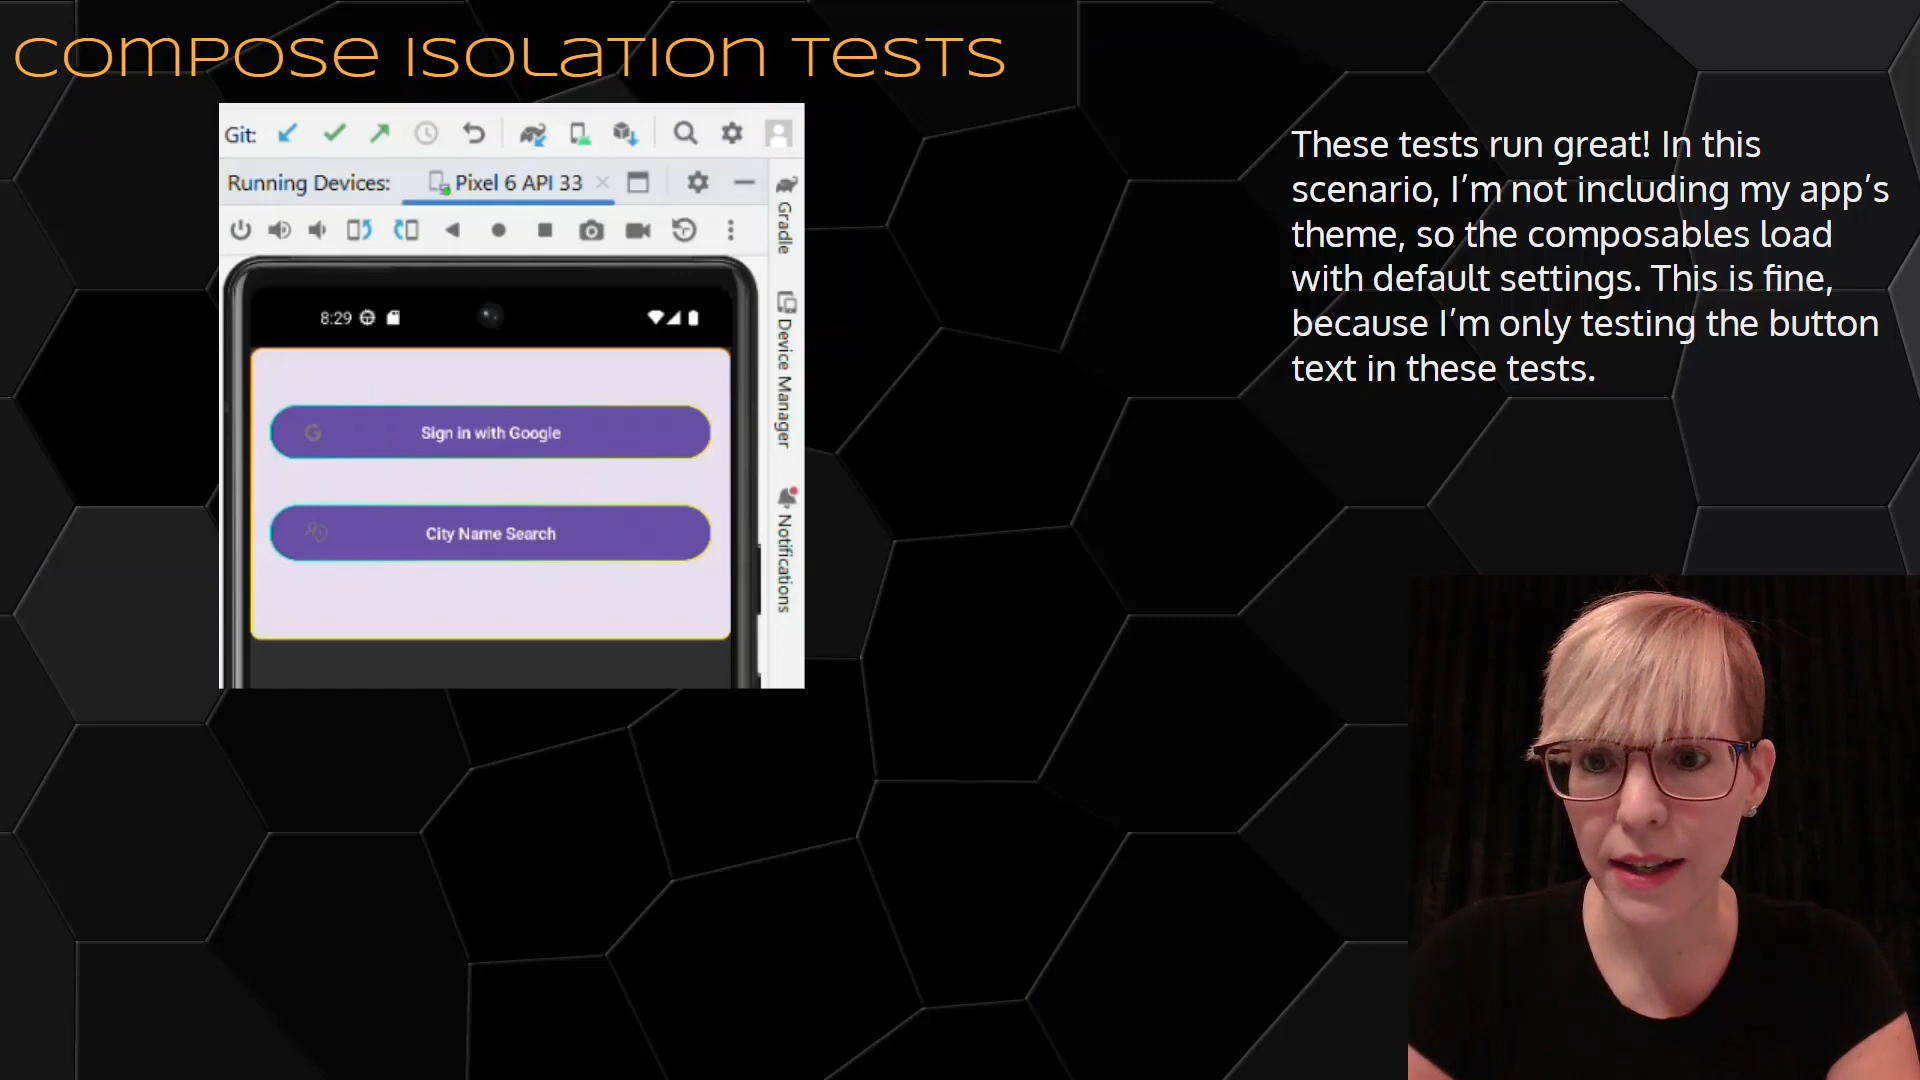 COMPOSE ISOLATION TESTS
Git:
Running Devices: Pixel 6 API 33
8:29
Sign in with Google
City Name Search
Gradle
Device Manager
Notifications
These tests run great! In this
scenario, I’m not including my app’s
theme, so the composables load
with default settings. This is fine,
because I’m only testing the button
text in these tests.